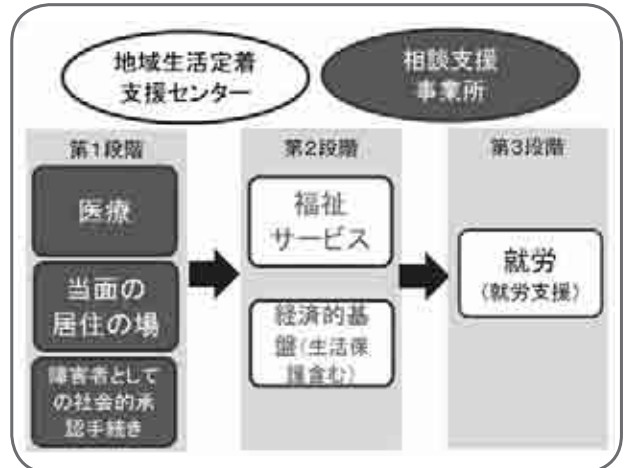 地域生活定着
支援センター
相談支援
事業所
第1段階
医療
当面の
居住の場
障害者として
の社会的承
認手続き
第2段階
福祉
サービス
経済的基
盤(生活保
護含む)
第3段階
就労
(就労支援)